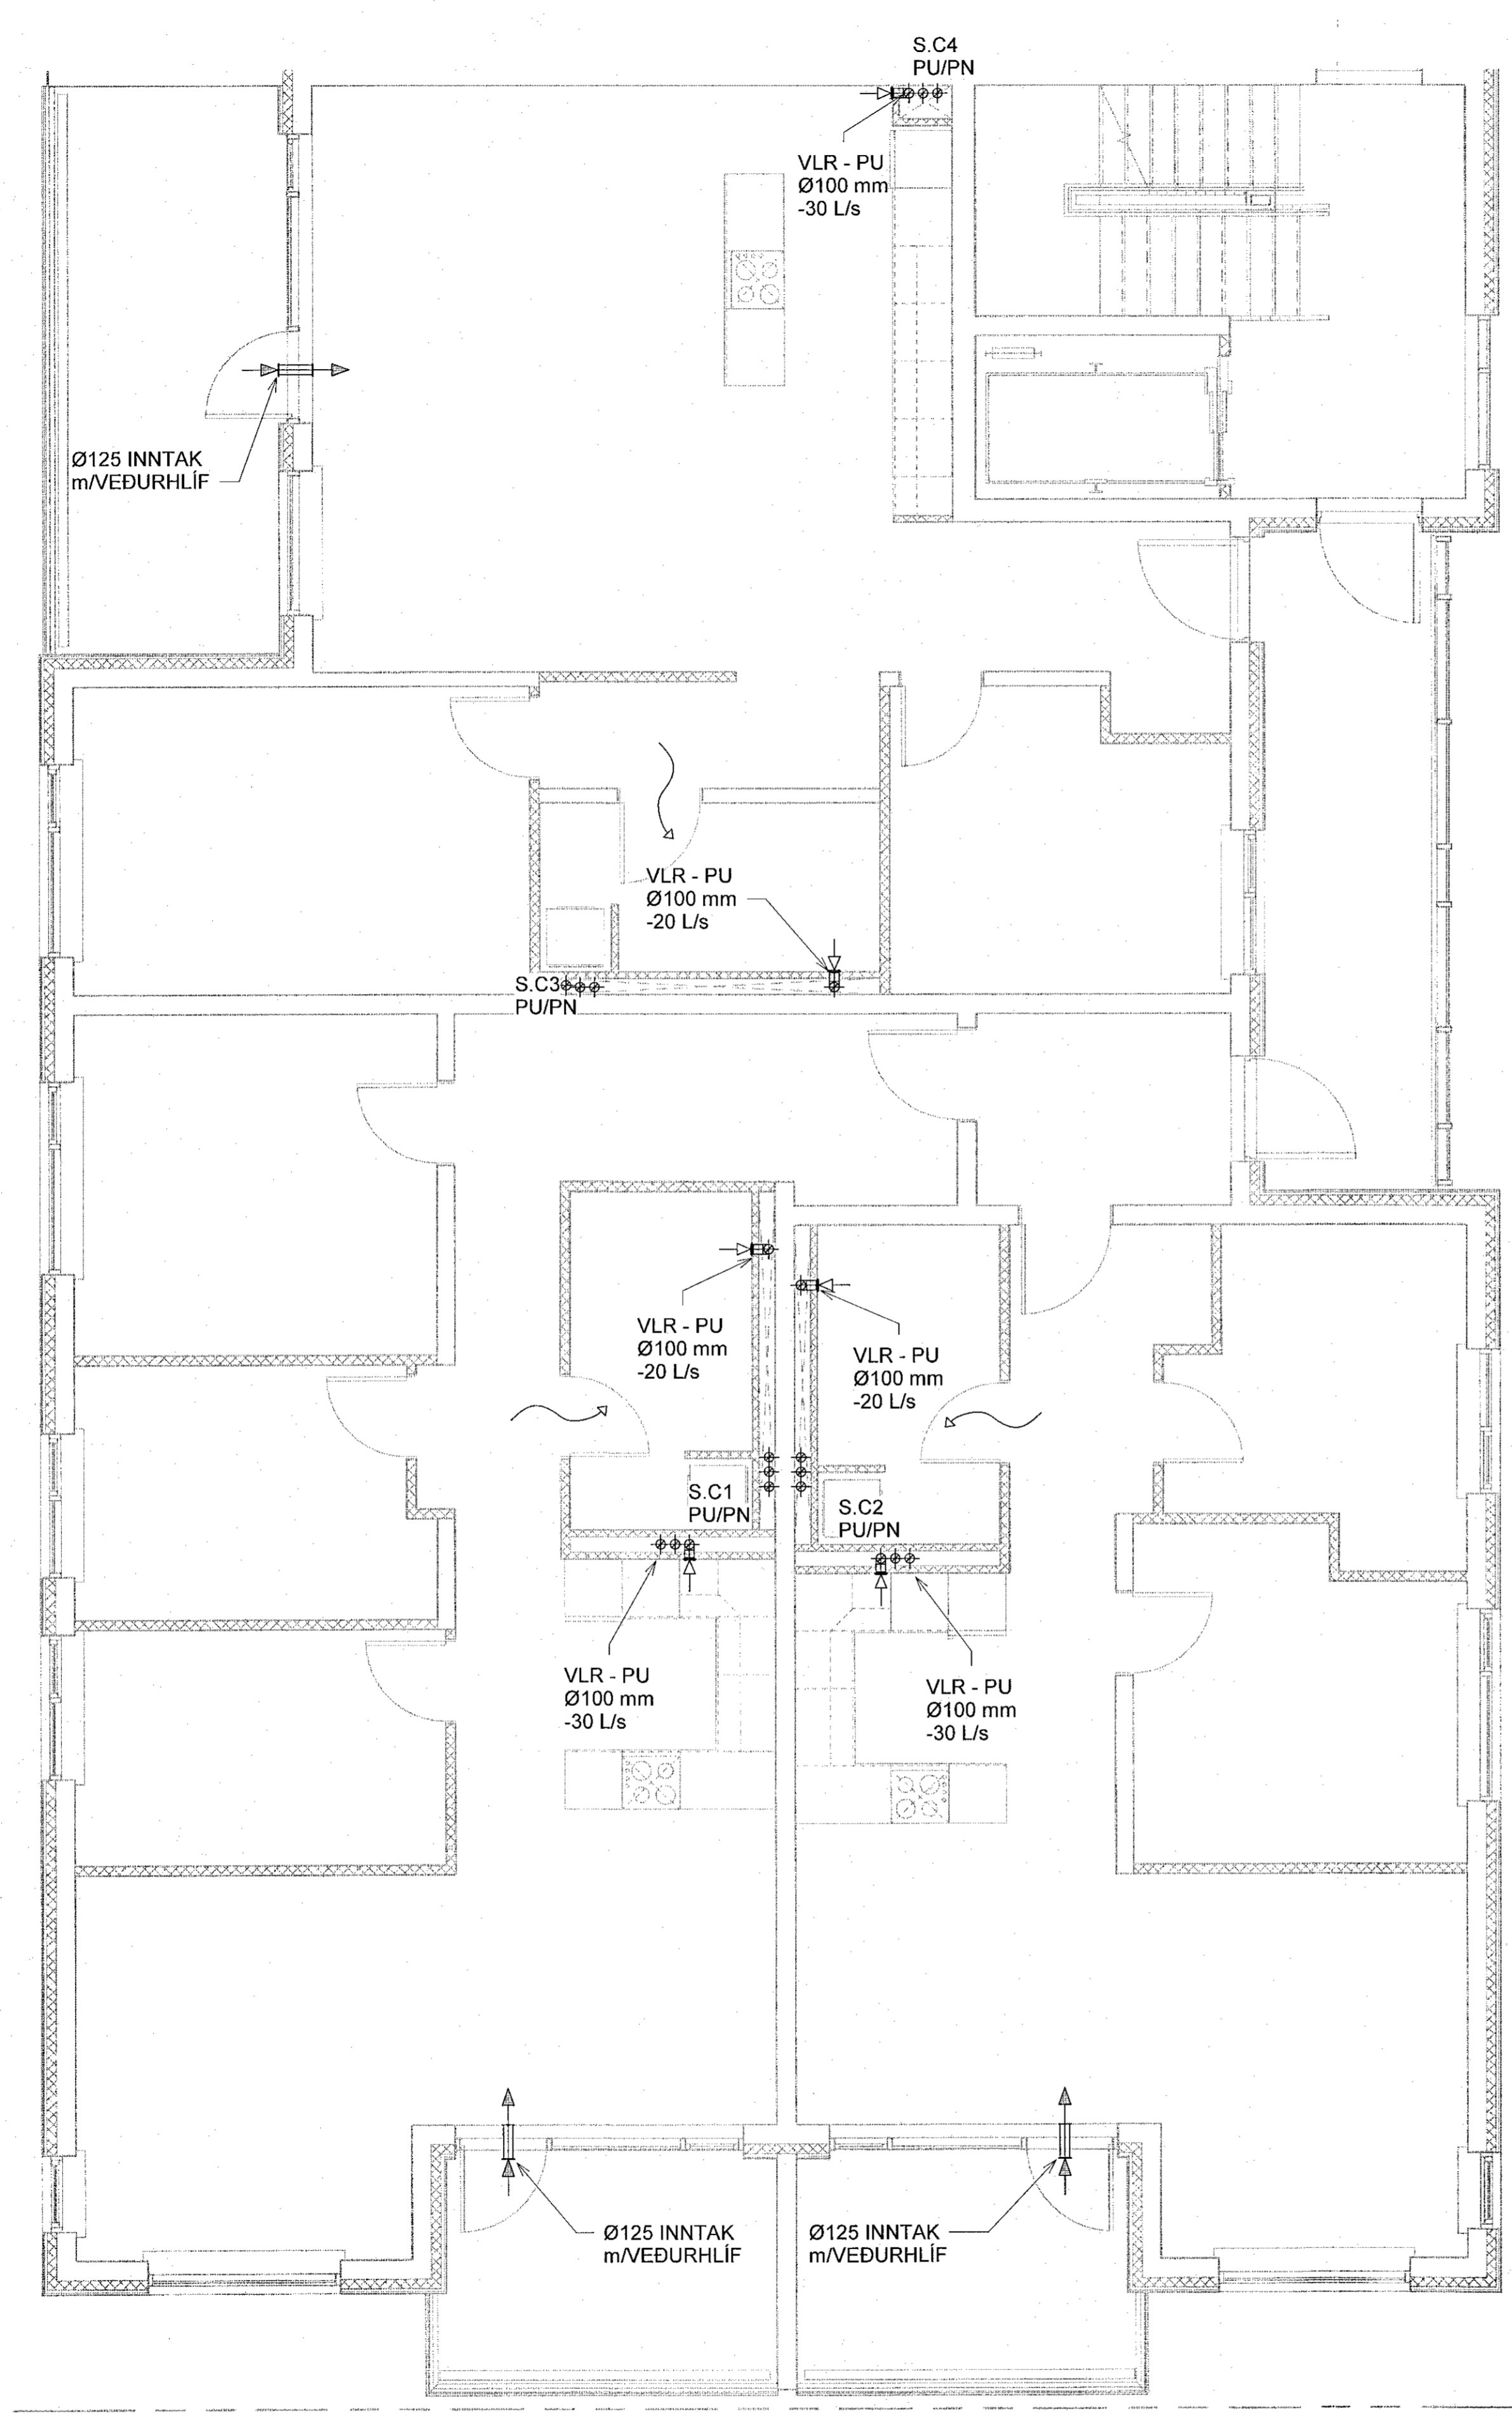 S.C4
PU/PN
VLR - PU
Ø100 mm
-30 L/s
Ø125 INNTAK
m/VEÐURHLÍF
VLR - PU
Ø100 mm
-20 L/s
S.C3
PU/PN
VLR - PU
Ø100 mm
-20 L/s
VLR - PU
Ø100 mm
-20 L/s
S.C1
PU/PN
S.C2
PU/PN
VLR - PU
Ø100 mm
-30 L/s
VLR - PU
Ø100 mm
-30 L/s
Ø125 INNTAK
m/VEÐURHLÍF
Ø125 INNTAK
m/VEÐURHLÍF